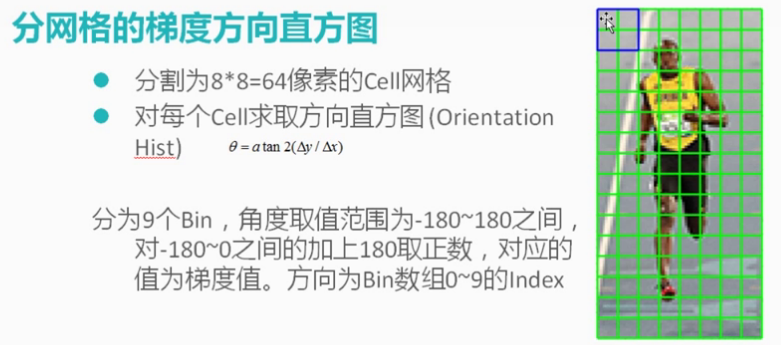 分网格的梯度方向直方图
分割为8*8=64像素的Cell网格
对每个Cell求取方向直方图(Orientation
Hist)
θ = a tan 2(Δy / Δx)
分为9个Bin，角度取值范围为-180~180之间，
对-180~0之间的加上180取正数，对应的
值为梯度值。方向为Bin数组0~9的Index